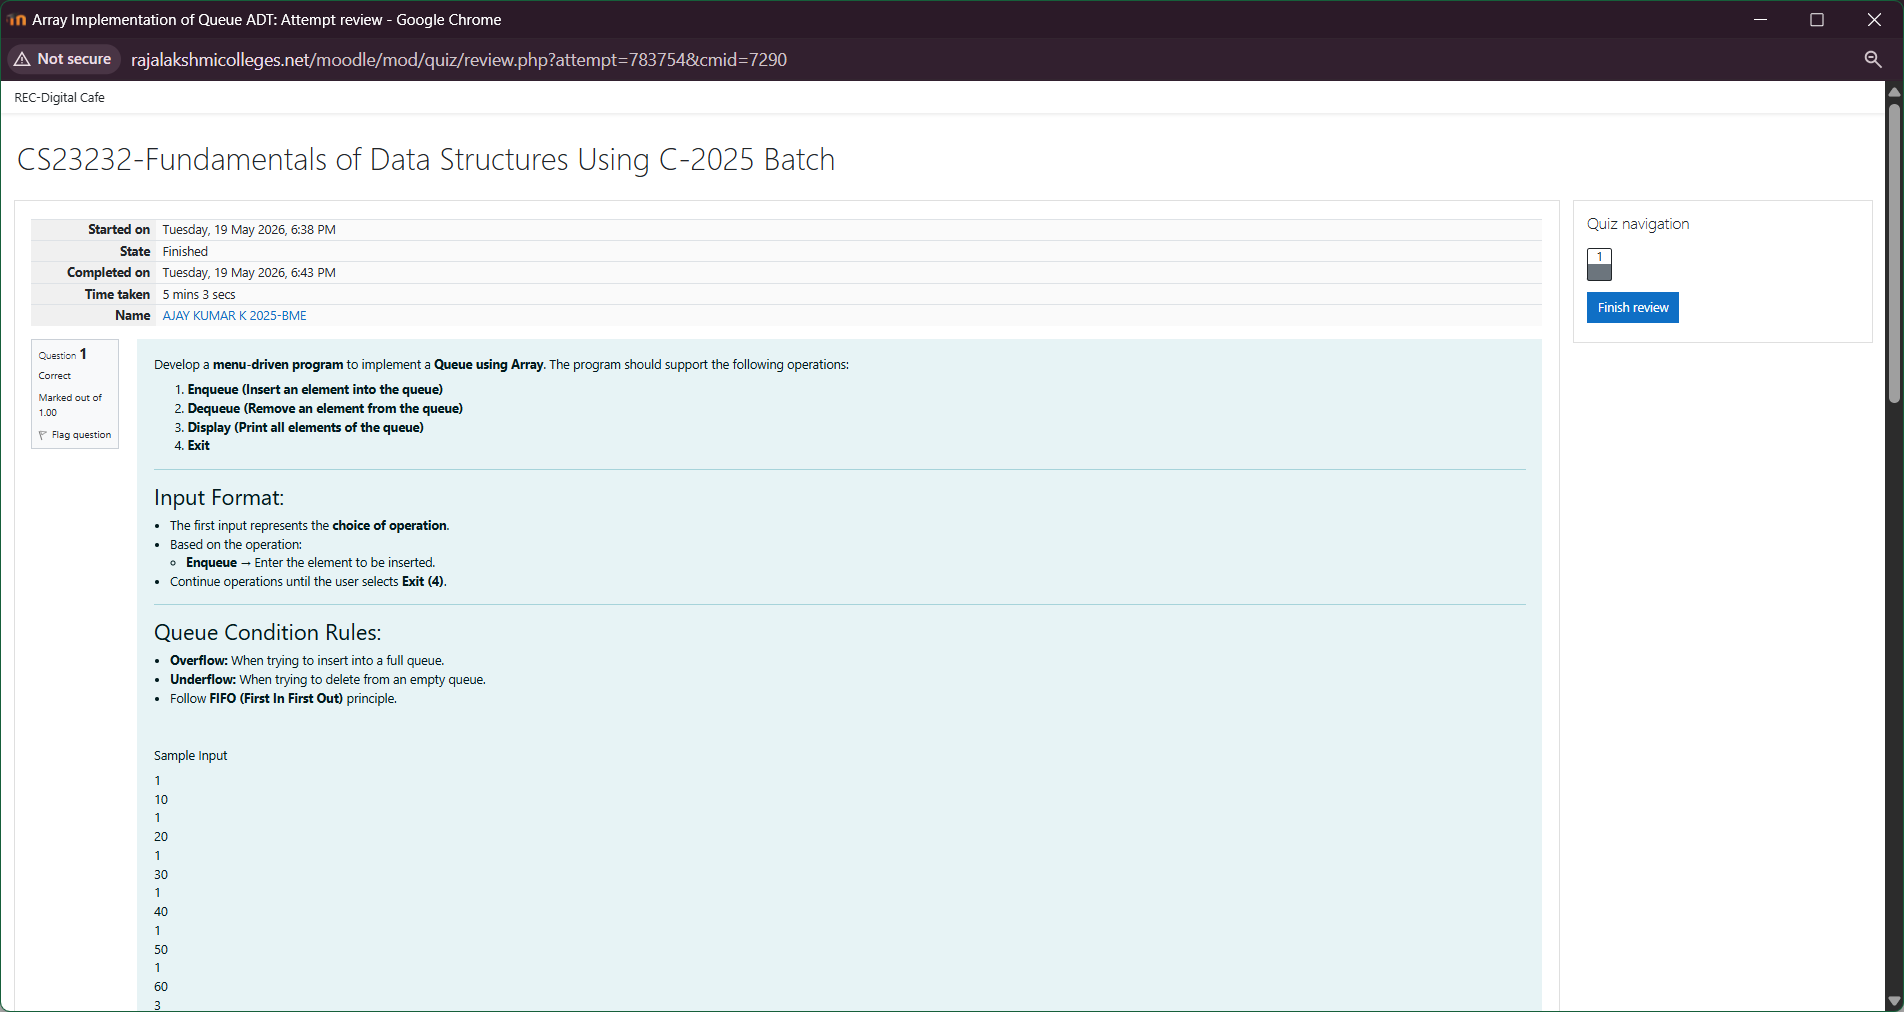 Array Implementation of Queue ADT: Attempt review - Google Chrome
Not secure
rajalakshmicolleges.net/moodle/mod/quiz/review.php?attempt=783754&cmid=7290
REC-Digital Cafe
CS23232-Fundamentals of Data Structures Using C-2025 Batch
Started on Tuesday, 19 May 2026, 6:38 PM
State Finished
Completed on Tuesday, 19 May 2026, 6:43 PM
Time taken 5 mins 3 secs
Name AJAY KUMAR K 2025-BME
Question 1
Correct
Marked out of
1.00
Flag question
Develop a menu-driven program to implement a Queue using Array. The program should support the following operations:
1. Enqueue (Insert an element into the queue)
2. Dequeue (Remove an element from the queue)
3. Display (Print all elements of the queue)
4. Exit
Input Format:
• The first input represents the choice of operation.
• Based on the operation:
◦ Enqueue → Enter the element to be inserted.
• Continue operations until the user selects Exit (4).
Queue Condition Rules:
• Overflow: When trying to insert into a full queue.
• Underflow: When trying to delete from an empty queue.
• Follow FIFO (First In First Out) principle.
Sample Input
1
10
1
20
1
30
1
40
1
50
1
60
3
Quiz navigation
1
Finish review